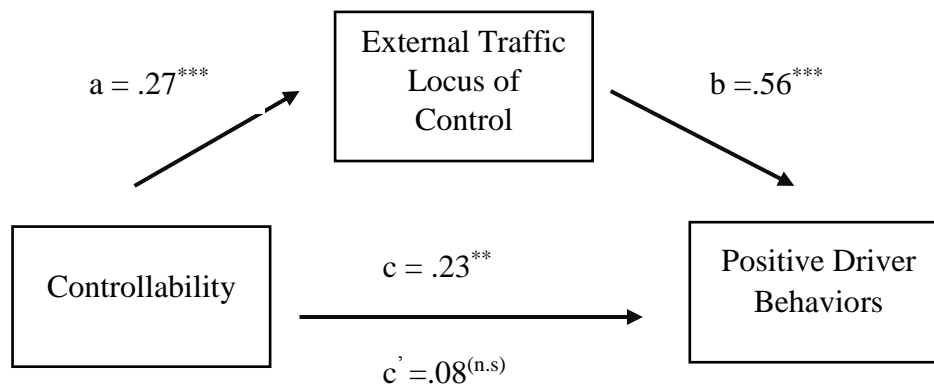 External Traffic
Locus of
Control
a = .27***
b =.56***
Controllability
c = .23**
c’ =.08(n.s)
Positive Driver
Behaviors